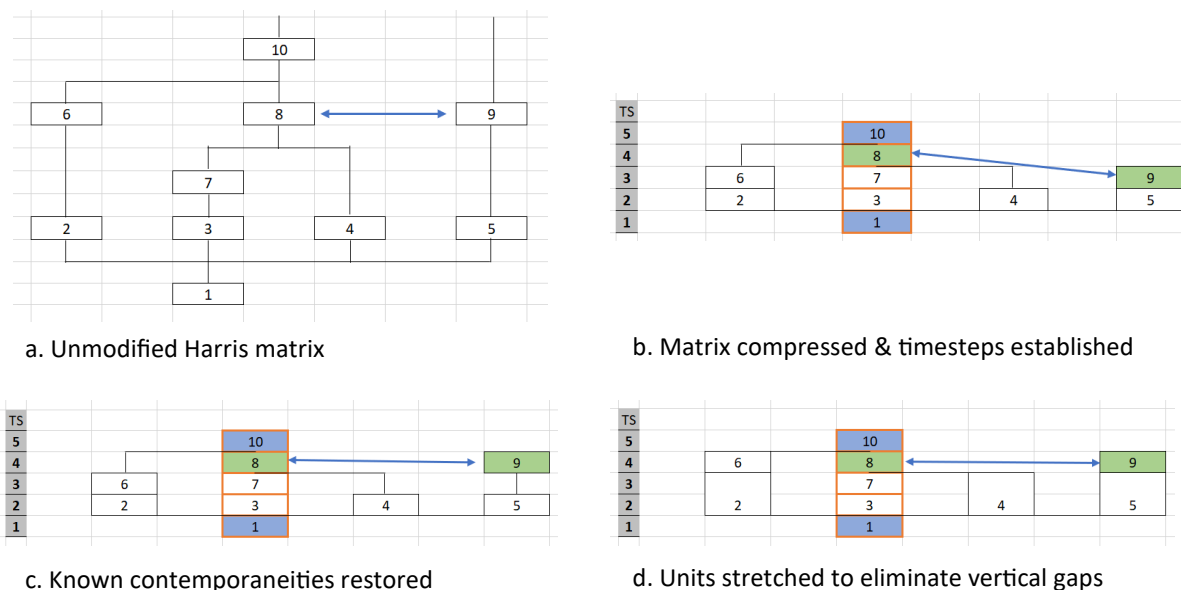 10
6 8 9
7
2 3 4 5
1
a. Unmodified Harris matrix
TS
5 10
4 8
3 6 7 9
2 2 3 4 5
1 1
b. Matrix compressed & timesteps established
TS
5 10
4 8 9
3 6 7
2 2 3 4 5
1 1
c. Known contemporaneities restored
TS
5 10
4 6 8 9
3 7
2 2 3 4 5
1 1
d. Units stretched to eliminate vertical gaps